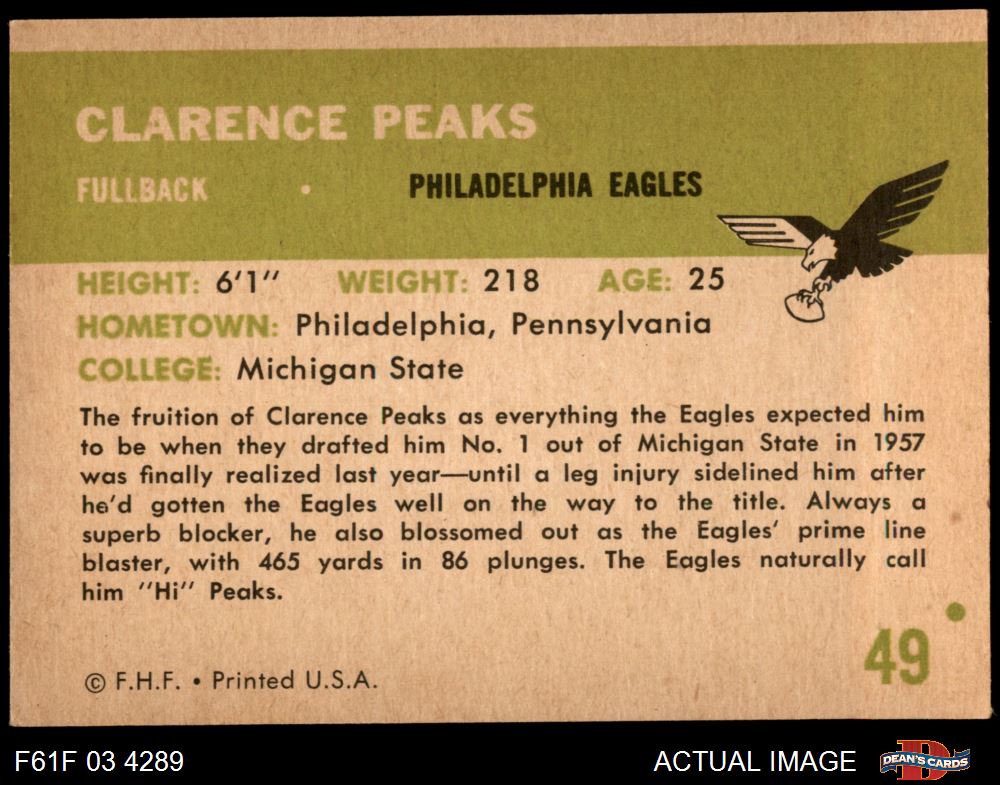 CLARENCE PEAKS
FULLBACK • PHILADELPHIA EAGLES
HEIGHT: 6'1" WEIGHT: 218 AGE: 25
HOMETOWN: Philadelphia, Pennsylvania
COLLEGE: Michigan State
The fruition of Clarence Peaks as everything the Eagles expected him
to be when they drafted him No. 1 out of Michigan State in 1957
was finally realized last year—until a leg injury sidelined him after
he'd gotten the Eagles well on the way to the title. Always a
superb blocker, he also blossomed out as the Eagles' prime line
blaster, with 465 yards in 86 plunges. The Eagles naturally call
him "Hi" Peaks.
49
© F.H.F. • Printed U.S.A.
F61F 03 4289 ACTUAL IMAGE DEAN'S CARDS